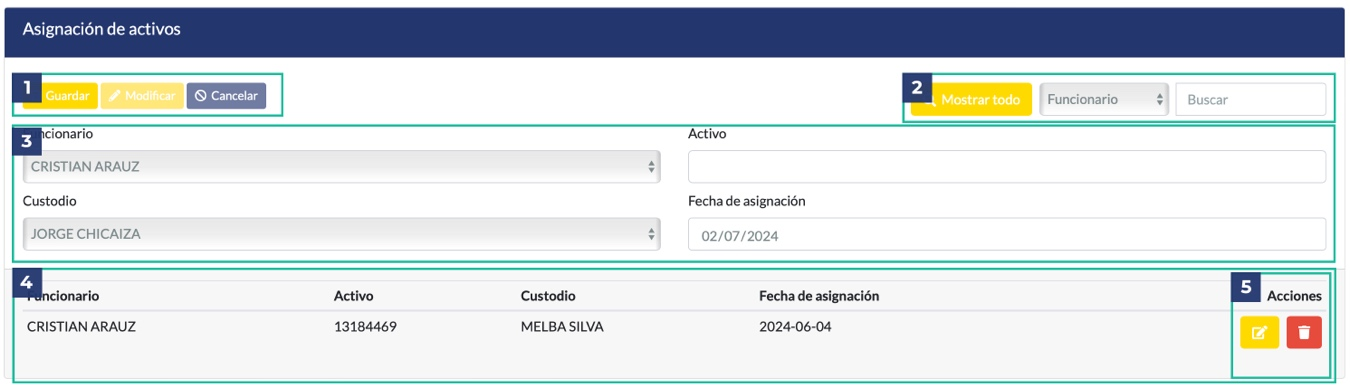 Asignación de activos
1 Guardar Modificar Cancelar
2 Mostrar todo Funcionario Buscar
3 ncionario Activo
CRISTIAN ARAUZ
Custodio Fecha de asignación
JORGE CHICAIZA 02/07/2024
4 5
uncionario Activo Custodio Fecha de asignación Acciones
CRISTIAN ARAUZ 13184469 MELBA SILVA 2024-06-04